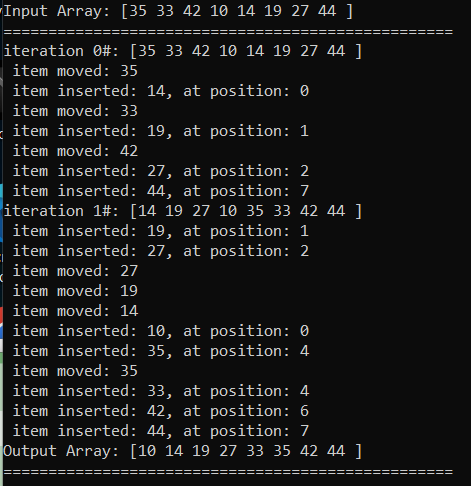 Input Array: [35 33 42 10 14 19 27 44 ]
==================================================
iteration 0#: [35 33 42 10 14 19 27 44 ]
 item moved: 35
 item inserted: 14, at position: 0
 item moved: 33
 item inserted: 19, at position: 1
 item moved: 42
 item inserted: 27, at position: 2
 item inserted: 44, at position: 7
iteration 1#: [14 19 27 10 35 33 42 44 ]
 item inserted: 19, at position: 1
 item inserted: 27, at position: 2
 item moved: 27
 item moved: 19
 item moved: 14
 item inserted: 10, at position: 0
 item inserted: 35, at position: 4
 item moved: 35
 item inserted: 33, at position: 4
 item inserted: 42, at position: 6
 item inserted: 44, at position: 7
Output Array: [10 14 19 27 33 35 42 44 ]
==================================================